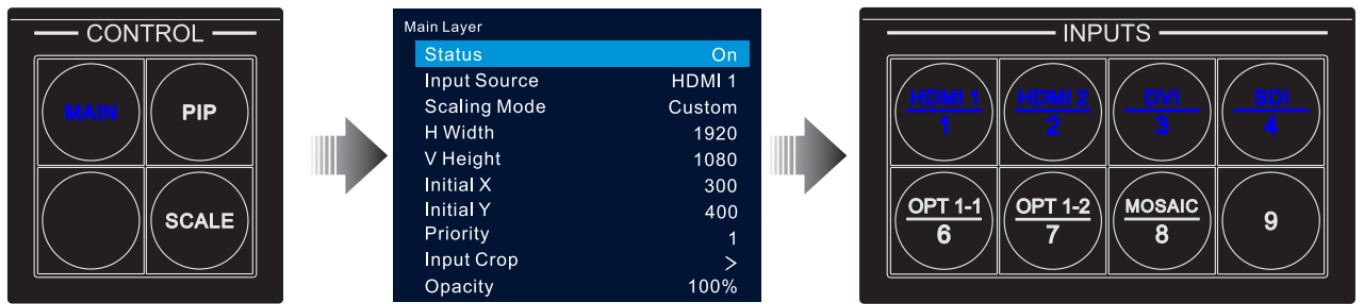 CONTROL
MAIN
PIP
SCALE
Main Layer
Status On
Input Source HDMI 1
Scaling Mode Custom
H Width 1920
V Height 1080
Initial X 300
Initial Y 400
Priority 1
Input Crop >
Opacity 100%
INPUTS
HDMI 1
1
HDMI 2
2
DVI
3
SDI
4
OPT 1-1
6
OPT 1-2
7
MOSAIC
8
9